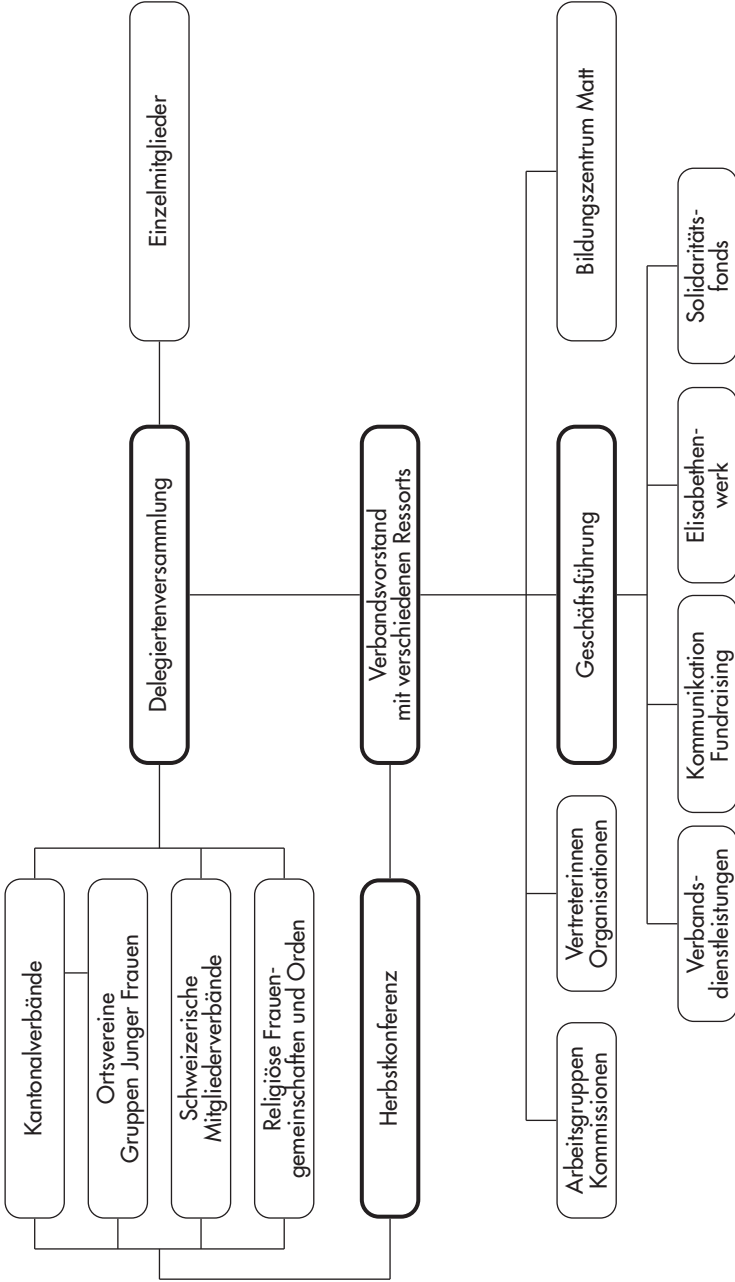 Kantonalverbände
Ortsvereine
Gruppen Junger Frauen
Schweizerische
Mitgliederverbände
Religiöse Frauen-
gemeinschaften und Orden
Delegiertenversammlung
Einzelmitglieder
Herbstkonferenz
Verbandsvorstand
mit verschiedenen Ressorts
Arbeitsgruppen
Kommissionen
Vertreterinnen
Organisationen
Geschäftsführung
Bildungszentrum Matt
Verbands-
dienstleistungen
Kommunikation
Fundraising
Elisabethen-
werk
Solidaritäts-
fonds